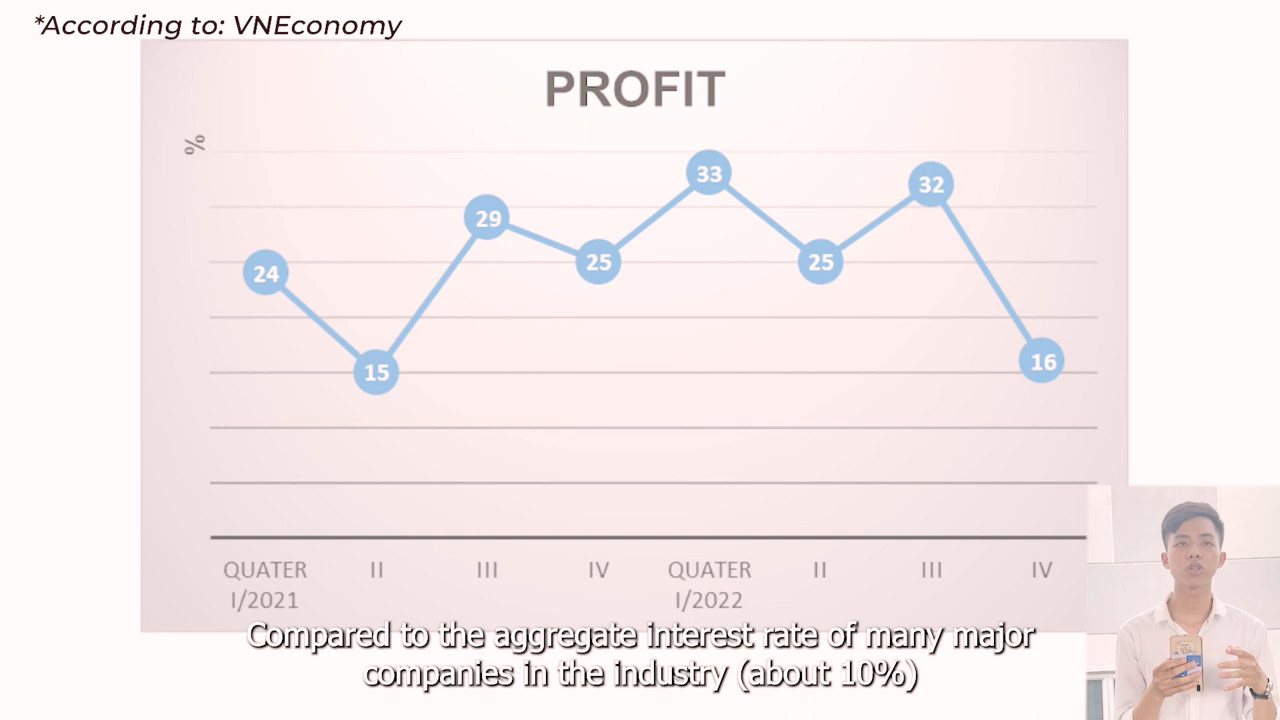 *According to: VNEconomy
PROFIT
%
33
32
29
25
25
24
16
15
QUATER II III IV QUATER II III IV
I/2021 I/2022
Compared to the aggregate interest rate of many major
companies in the industry (about 10%)